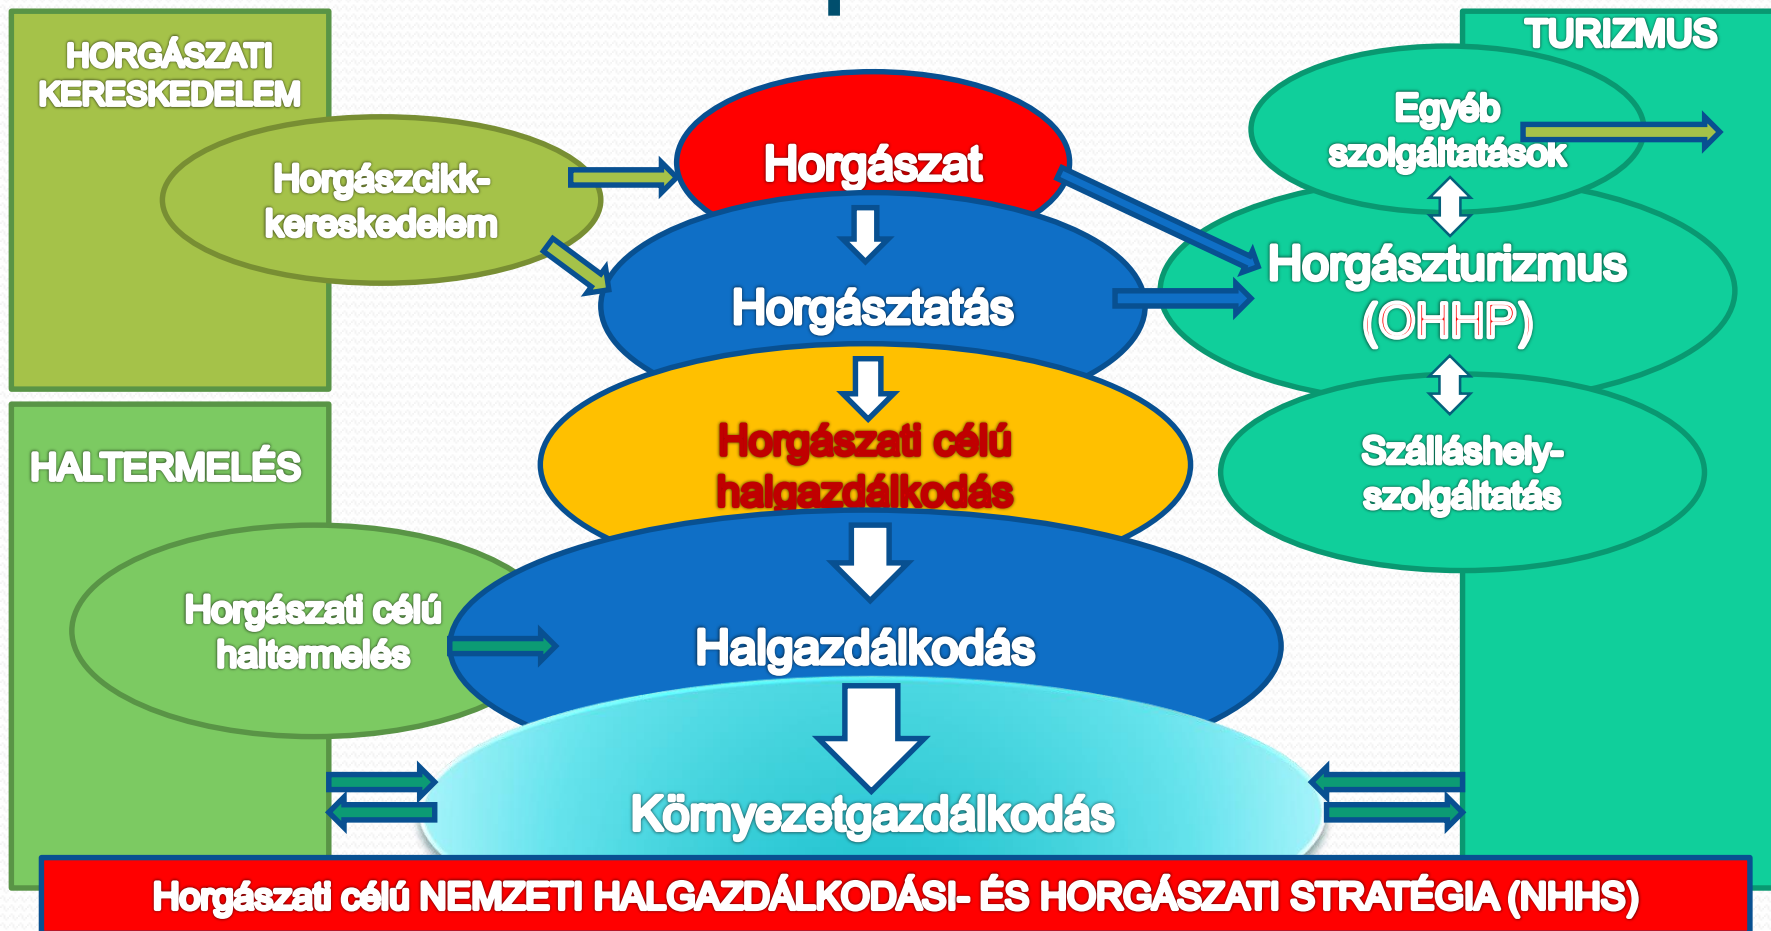 HORGÁSZATI
KERESKEDELEM
Horgászcikk-
kereskedelem
HALTERMELÉS
Horgászati célú
haltermelés
Horgászat
Horgásztatás
Horgászati célú
halgazdálkodás
Halgazdálkodás
Környezetgazdálkodás
TURIZMUS
Egyéb
szolgáltatások
Horgászturizmus
(OHHP)
Szálláshely-
szolgáltatás
Horgászati célú NEMZETI HALGAZDÁLKODÁSI- ÉS HORGÁSZATI STRATÉGIA (NHHS)